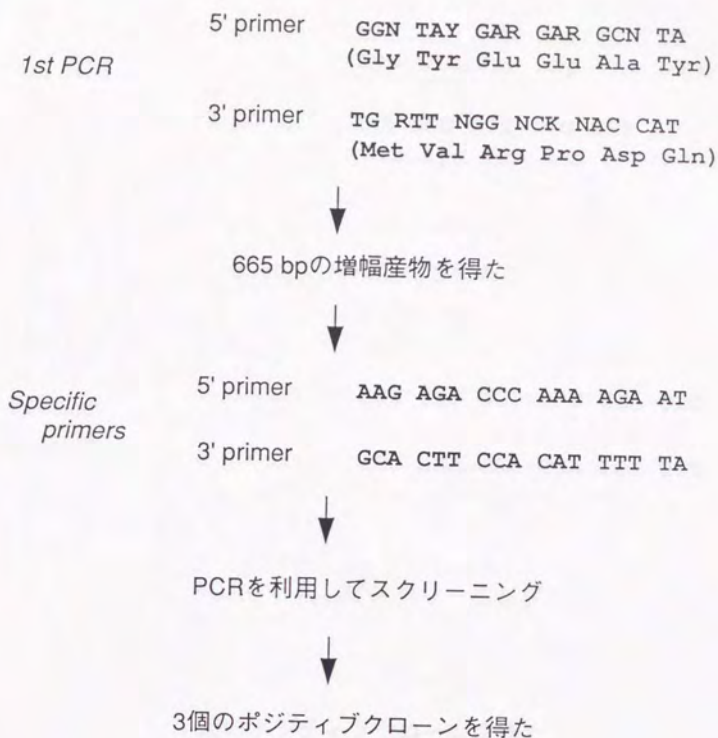 1st PCR
5' primer GGN TAY GAR GAR GCN TA
(Gly Tyr Glu Glu Ala Tyr)
3' primer TG RTT NGG NCK NAC CAT
(Met Val Arg Pro Asp Gln)
665 bpの増幅産物を得た
Specific primers
5' primer AAG AGA CCC AAA AGA AT
3' primer GCA CTT CCA CAT TTT TA
PCRを利用してスクリーニング
3個のポジティブクローンを得た